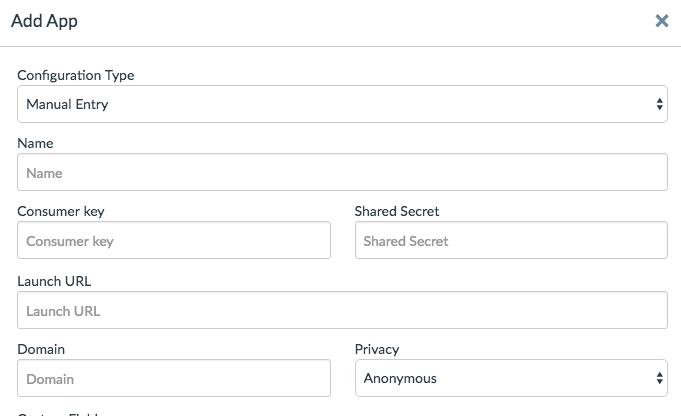 Add App
Configuration Type
Manual Entry
Name
Name
Consumer key Shared Secret
Consumer key Shared Secret
Launch URL
Launch URL
Domain Privacy
Domain Anonymous